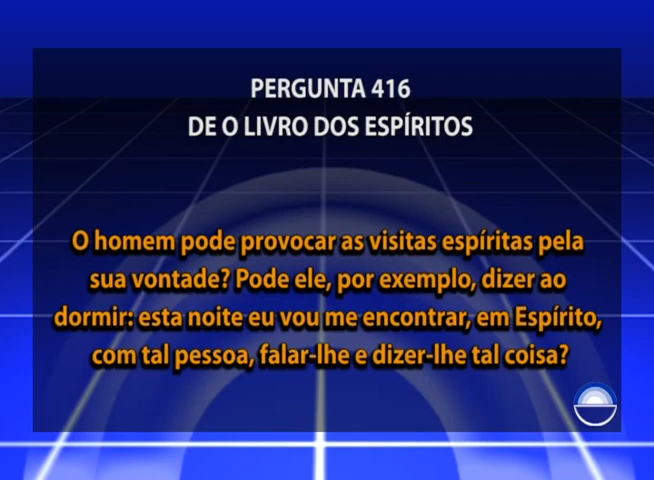 PERGUNTA 416
DE O LIVRO DOS ESPÍRITOS
O homem pode provocar as visitas espíritas pela
sua vontade? Pode ele, por exemplo, dizer ao
dormir: esta noite eu vou me encontrar, em Espírito,
com tal pessoa, falar-lhe e dizer-lhe tal coisa?